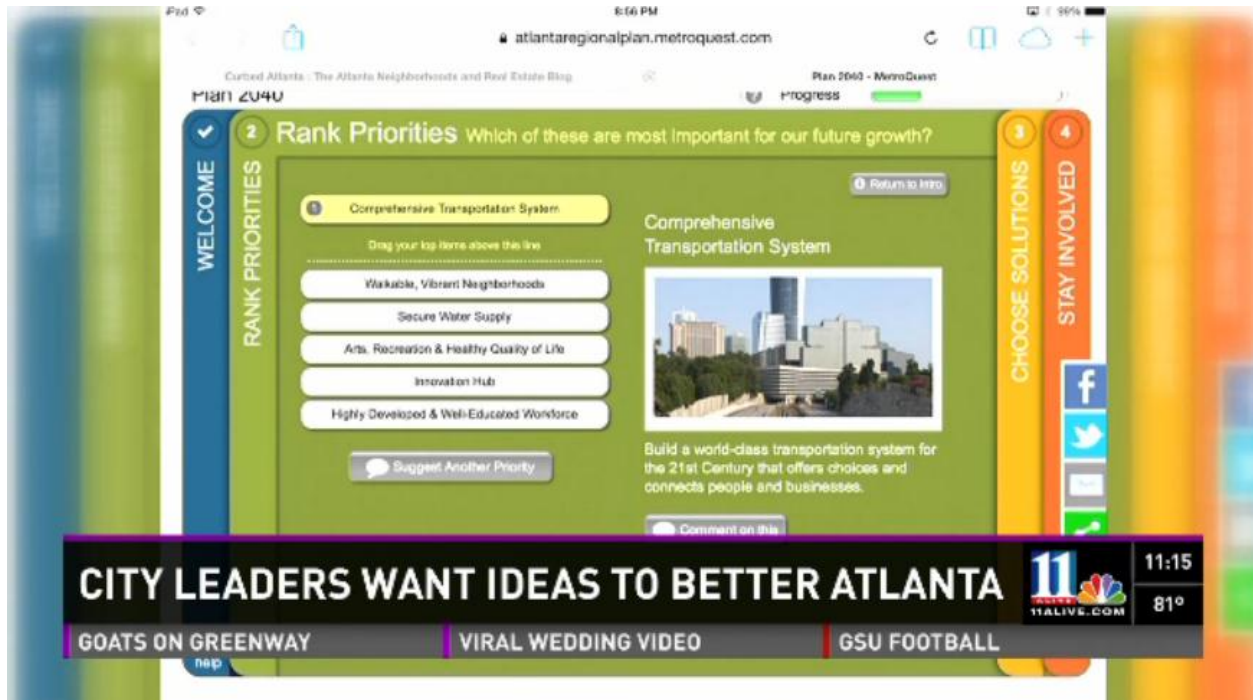 iPad
8:56 PM
99%
atlantaregionalplan.metroquest.com
Curbed Atlanta : The Atlanta Neighborhoods and Real Estate Blog
Plan 2040 - MetroQuest
Plan 2040
Progress
WELCOME
2
RANK PRIORITIES
Rank Priorities Which of these are most important for our future growth?
Return to Intro
1 Comprehensive Transportation System
Drag your top items above this line
Walkable, Vibrant Neighborhoods
Secure Water Supply
Arts, Recreation & Healthy Quality of Life
Innovation Hub
Highly Developed & Well-Educated Workforce
Suggest Another Priority
Comprehensive
Transportation System
Build a world-class transportation system for
the 21st Century that offers choices and
connects people and businesses.
Comment on this
3
CHOOSE SOLUTIONS
4
STAY INVOLVED
f
CITY LEADERS WANT IDEAS TO BETTER ATLANTA
11
ALIVE
11ALIVE.COM
11:15
81°
GOATS ON GREENWAY
VIRAL WEDDING VIDEO
GSU FOOTBALL
help